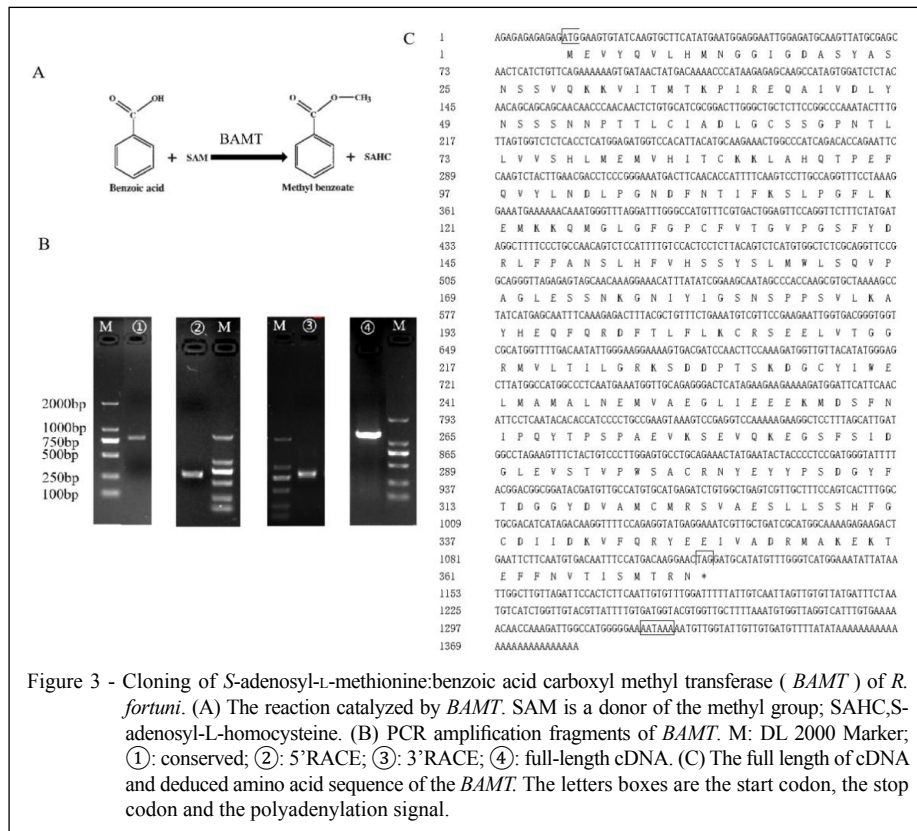 A
O
OH
O
O—CH3
BAMT
+ SAM
+ SAHC
Benzoic acid
Methyl benzoate
B
M ① ② M M ③ ④ M
2000bp
1000bp
750bp
500bp
250bp
100bp
C
1 AGAGAGAGAGAGATGGAAGTGTATCAAGTGCTTCATATGAATGGAGGAATTGGAGATGCAAGTTATGCGAGC
1 M E V Y Q V L H M N G G I G D A S Y A S
73 AACTCATCTGTTCAGAAAAAAGTGATAACTATGACAAAACCCATAAGAGAGCAAGCCATAGTGGATCTCTAC
25 N S S V Q K K V I T M T K P I R E Q A I V D L Y
145 AACAGCAGCAGCAACAACCCAACAACTCTGTGCATCGCGGACTTGGGCTGCTCTTCCGGCCCAAATACTTTG
49 N S S S N N P T T L C I A D L G C S S G P N T L
217 TTAGTGGTCTCTCACCTCATGGAGATGGTCCACATTACATGCAAGAAACTGGCCCATCAGACACCAGAATTC
73 L V V S H L M E M V H I T C K K L A H Q T P E F
289 CAAGTCTACTTGAACGACCTCCCGGGAAATGACTTCAACACCATTTTCAAGTCCTTGCCAGGTTTCCTAAAG
97 Q V Y L N D L P G N D F N T I F K S L P G F L K
361 GAAATGAAAAAACAAATGGGTTTAGGATTTGGGCCATGTTTCGTGACTGGAGTTCCAGGTTCTTTCTATGAT
121 E M K K Q M G L G F G P C F V T G V P G S F Y D
433 AGGCTTTTCCCTGCCAACAGTCTCCATTTTGTCCACTCCTCTTACAGTCTCATGTGGCTCTCGCAGGTTCCG
145 R L F P A N S L H F V H S S Y S L M W L S Q V P
505 GCAGGGTTAGAGAGTAGCAACAAAGGAAACATTTATATCGGAAGCAATAGCCCACCAAGCGTGCTAAAAGCC
169 A G L E S S N K G N I Y I G S N S P P S V L K A
577 TATCATGAGCAATTTCAAAGAGACTTTACGCTGTTTCTGAAATGTCGTTCCGAAGAATTGGTGACGGGTGGT
193 Y H E Q F Q R D F T L F L K C R S E E L V T G G
649 CGCATGGTTTTGACAATATTGGGAAGGAAAAGTGACGATCCAACTTCCAAAGATGGTTGTTACATATGGGAG
217 R M V L T I L G R K S D D P T S K D G C Y I W E
721 CTTATGGCCATGGCCCTCAATGAAATGGTTGCAGAGGGACTCATAGAAGAAGAAAAGATGGATTCATTCAAC
241 L M A M A L N E M V A E G L I E E E K M D S F N
793 ATTCCTCAATACACACCATCCCCTGCCGAAGTAAAGTCCGAGGTCCAAAAAGAAGGCTCCTTTAGCATTGAT
265 I P Q Y T P S P A E V K S E V Q K E G S F S I D
865 GGCCTAGAAGTTTCTACTGTCCCTTGGAGTGCCTGCAGAAACTATGAATACTACCCCTCCGATGGGTATTTT
289 G L E V S T V P W S A C R N Y E Y Y P S D G Y F
937 ACGGACGGCGGATACGATGTTGCCATGTGCATGAGATCTGTGGCTGAGTCGTTGCTTTCCAGTCACTTTGGC
313 T D G G Y D V A M C M R S V A E S L L S S H F G
1009 TGCGACATCATAGACAAGGTTTTCCAGAGGTATGAGGAAATCGTTGCTGATCGCATGGCAAAAGAGAAGACT
337 C D I I D K V F Q R Y E E I V A D R M A K E K T
1081 GAATTCTTCAATGTGACAATTTCCATGACAAGGAACTAGGATGCATATGTTTGGGTCATGGAAATATTATAA
361 E F F N V T I S M T R N *
1153 TTGGCTTGTTAGATTCCACTCTTCAATTGTGTTTGGATTTTTATTGTCAATTAGTTGTGTTATGATTTCTAA
1225 TGTCATCTGGTTGTACGTTATTTTGTGATGGTACGTGGTTGCTTTTAAATGTGGTTAGGTCATTTGTGAAAA
1297 ACAACCAAAGATTGGCCATGGGGGAAAATAAAAATGTTGGTATTGTTGTGATGTTTTATATAAAAAAAAAAA
1369 AAAAAAAAAAAAAAAA
Figure 3 - Cloning of S-adenosyl-L-methionine:benzoic acid carboxyl methyl transferase ( BAMT ) of R.
fortuni. (A) The reaction catalyzed by BAMT. SAM is a donor of the methyl group; SAHC,S-
adenosyl-L-homocysteine. (B) PCR amplification fragments of BAMT. M: DL 2000 Marker;
①: conserved; ②: 5’RACE; ③: 3’RACE; ④: full-length cDNA. (C) The full length of cDNA
and deduced amino acid sequence of the BAMT. The letters boxes are the start codon, the stop
codon and the polyadenylation signal.